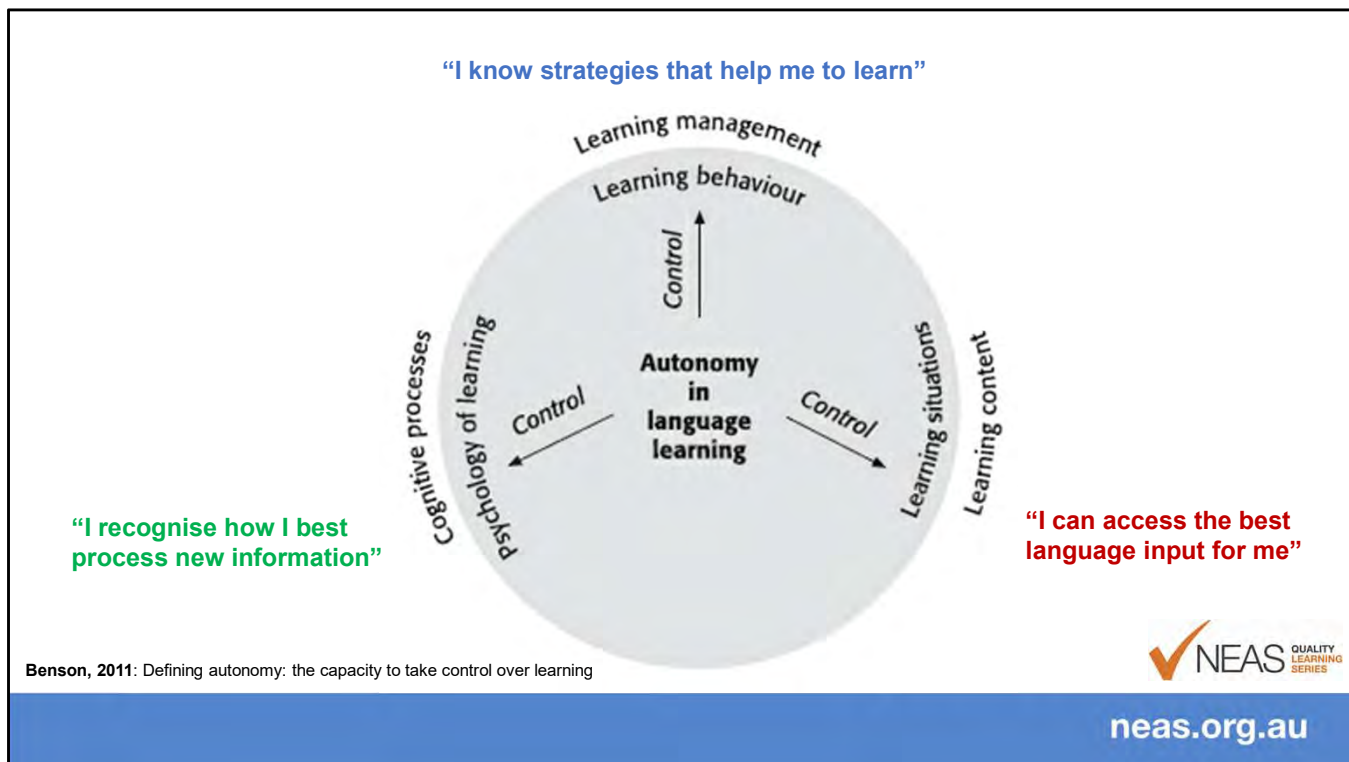 “I know strategies that help me to learn”
Learning management
Learning behaviour
Control
Cognitive processes
Psychology of learning
Control
Autonomy
in
language
learning
Control
Learning situations
Learning content
“I recognise how I best
process new information”
“I can access the best
language input for me”
Benson, 2011: Defining autonomy: the capacity to take control over learning
NEAS QUALITY
LEARNING
SERIES
neas.org.au